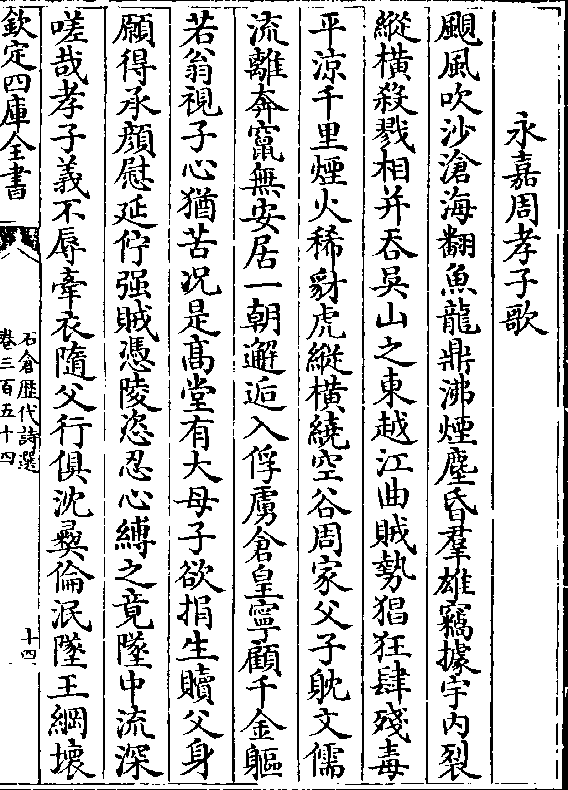 永嘉周孝子歌
颶風吹沙滄海翻魚龍鼎沸煙塵昏羣雄竊據宇内裂
縱橫殺戮相并吞吳山之東越江曲賊勢猖狂肆殘毒
平涼千里煙火稀豺虎縱橫繞空谷周家父子躭文儒
流離奔竄無安居一朝邂逅入俘虜倉皇寧顧千金軀
若翁視子心猶苦况是髙堂有大母子欲捐生贖父身
願得承顔慰延佇强賊憑陵恣忍心縛之竟墜中流深
嗟哉孝子義不辱牽衣隨父行俱沈彛倫泯墜王綱壞
欽定四庫全書
石倉歴代詩選
卷三百五十四
十四